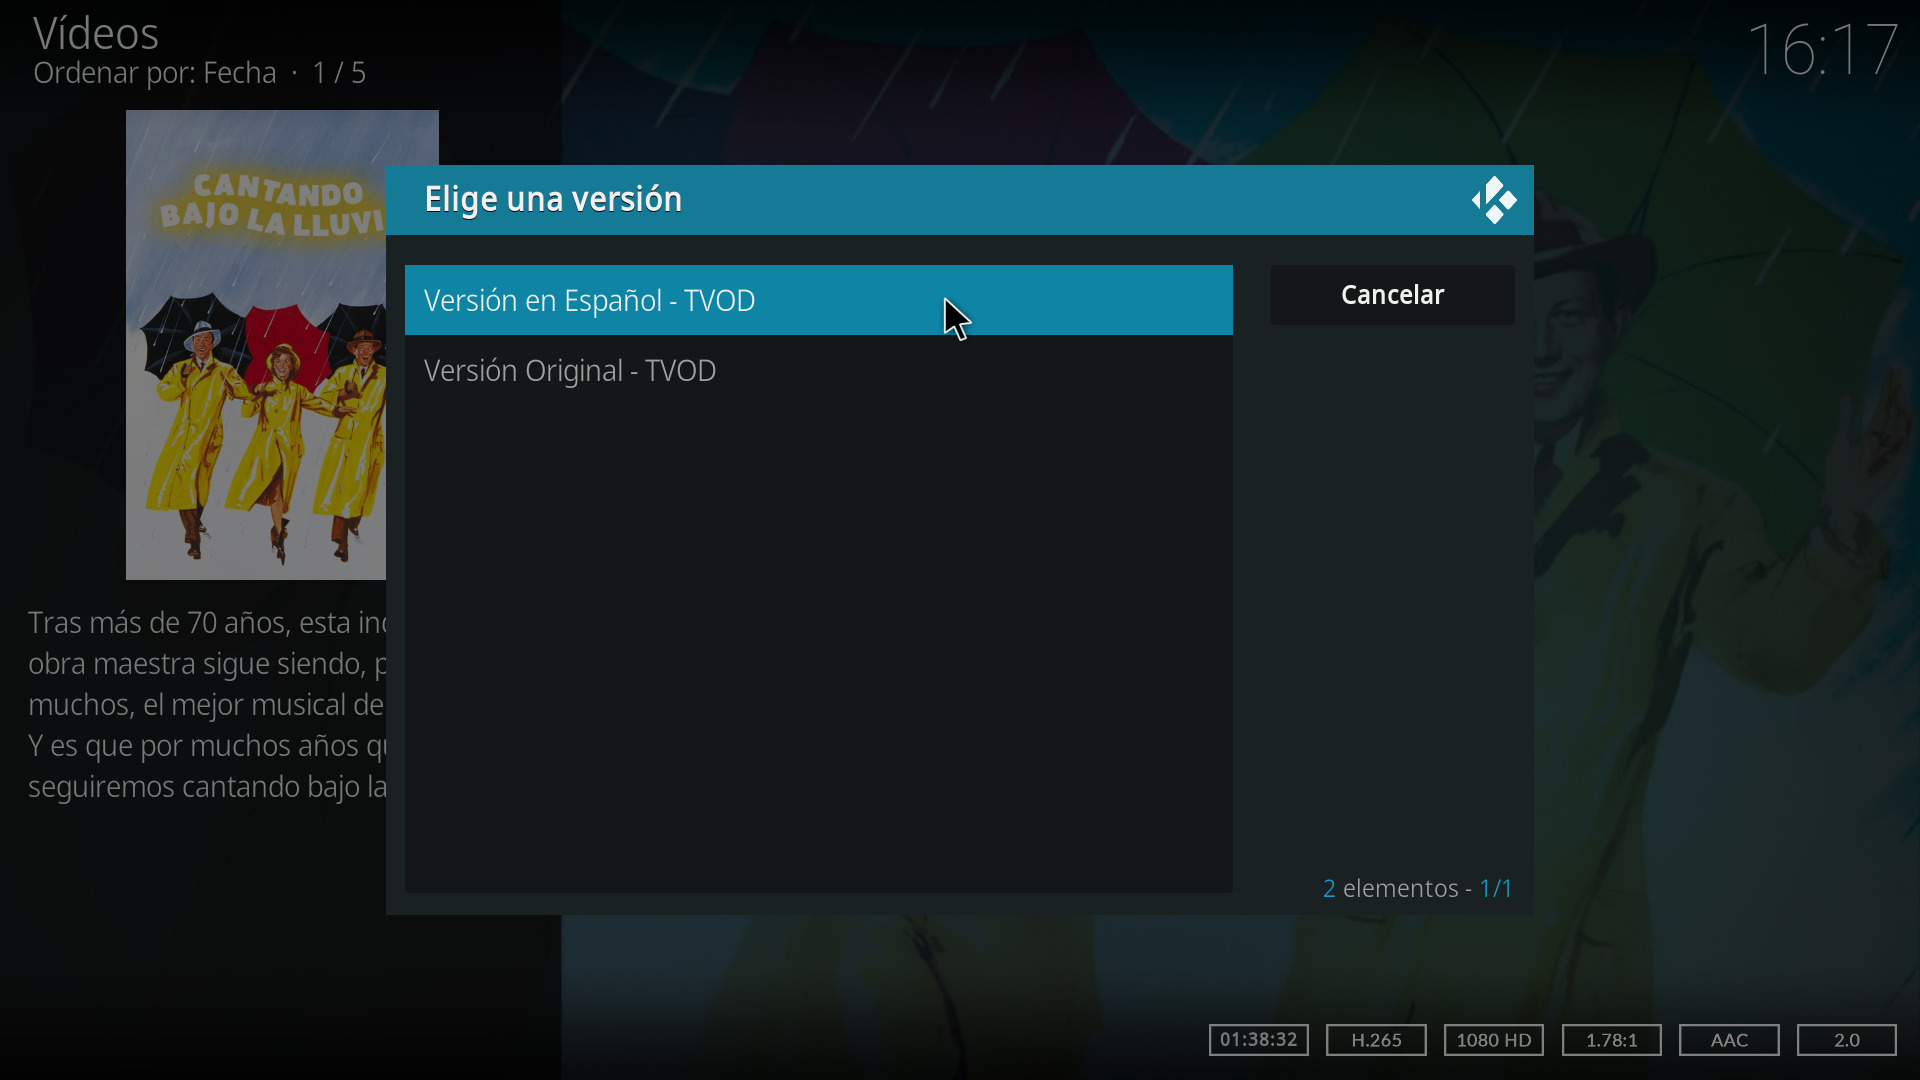 Vídeos
Ordenar por: Fecha · 1 / 5
16:17
CANTANDO
BAJO LA LLUVI
Elige una versión
Versión en Español - TVOD
Versión Original - TVOD
Cancelar
2 elementos - 1/1
Tras más de 70 años, esta
obra maestra sigue siendo,
muchos, el mejor musical de
Y es que por muchos años
seguiremos cantando bajo la
01:38:32
H.265
1080 HD
1.78:1
AAC
2.0